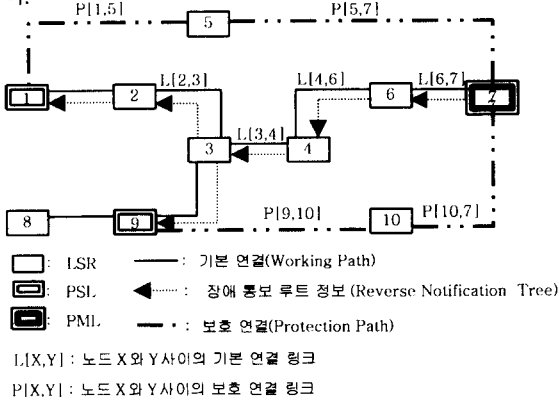 1.
P[1,5]
P[5,7]
5
L[2,3]
L[4,6]
L[6,7]
1
2
6
7
L[3,4]
3
4
8
9
P[9,10]
10
P[10,7]
: LSR
: 기본 연결(Working Path)
: PSL
: 장애 통보 루트 정보(Reverse Notification Tree)
: PML
: 보호 연결(Protection Path)
L[X,Y] : 노드 X와 Y사이의 기본 연결 링크
P[X,Y] : 노드 X와 Y사이의 보호 연결 링크